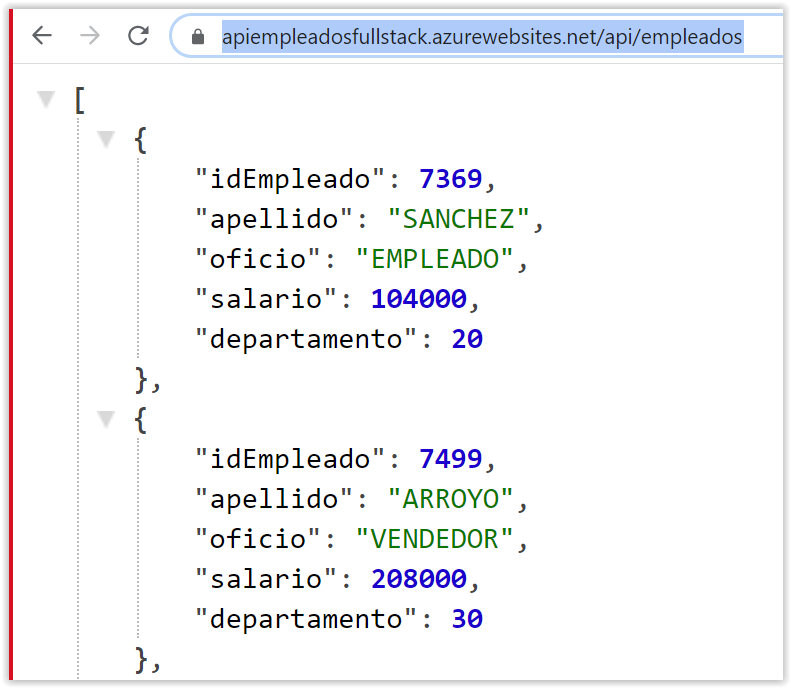 apiempleadosfullstack.azurewebsites.net/api/empleados
[
{
"idEmpleado": 7369,
"apellido": "SANCHEZ",
"oficio": "EMPLEADO",
"salario": 104000,
"departamento": 20
},
{
"idEmpleado": 7499,
"apellido": "ARROYO",
"oficio": "VENDEDOR",
"salario": 208000,
"departamento": 30
},